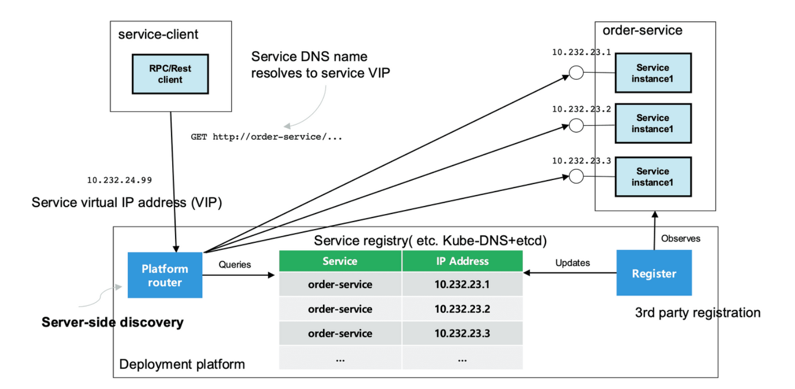 service-client
order-service
RPC/Rest
client
Service DNS name
resolves to service VIP
10.232.23.1
Service
instance1
GET http://order-service/...
10.232.23.2
Service
instance1
10.232.23.3
Service
instance1
10.232.24.99
Service virtual IP address (VIP)
Service registry( etc. Kube-DNS+etcd)
Observes
Platform
router
Queries
Service IP Address
order-service 10.232.23.1
order-service 10.232.23.2
order-service 10.232.23.3
... ...
Updates
Register
Server-side discovery
3rd party registration
Deployment platform